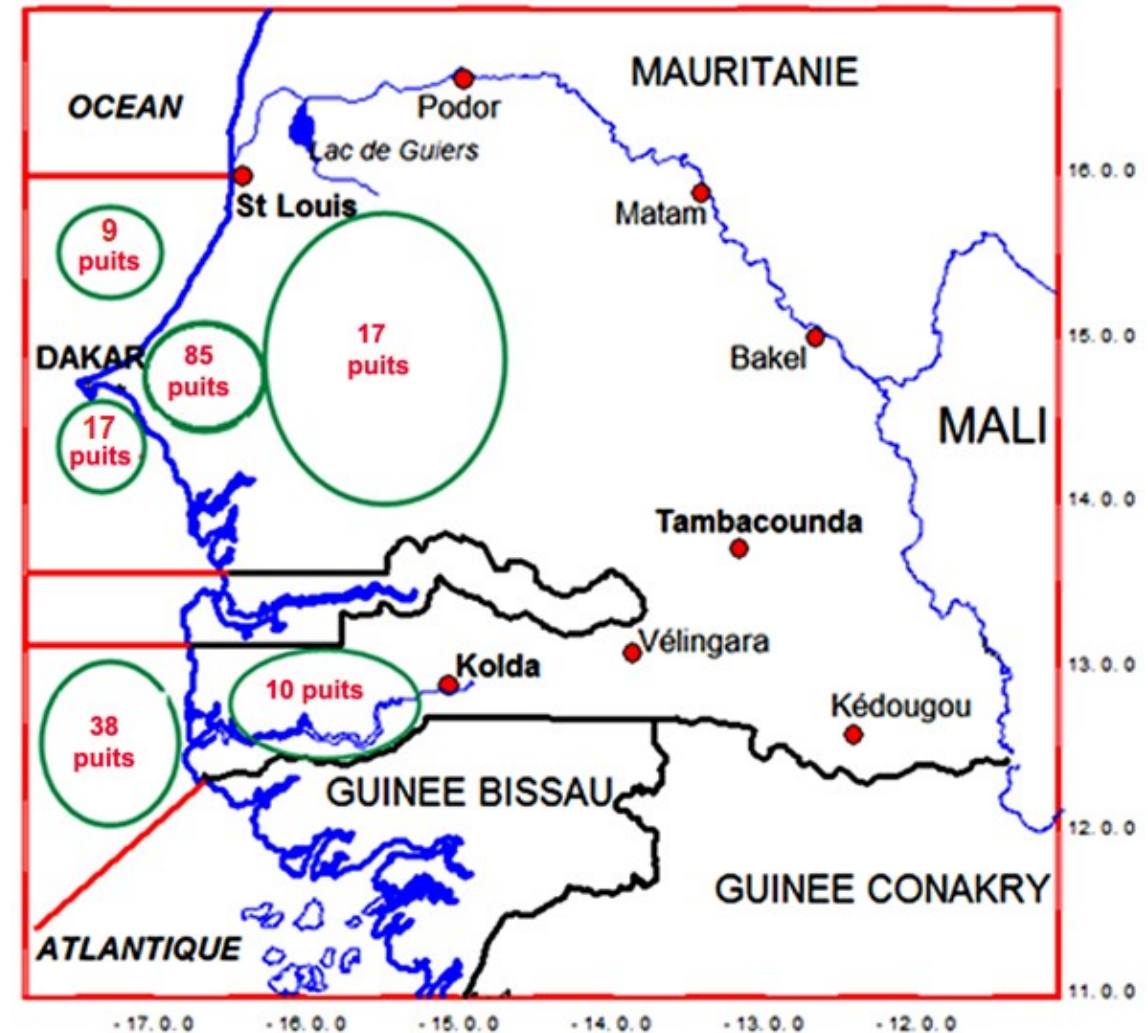 MAURITANIE
OCEAN
Podor
Lac de Guiers
16. 0. 0
St Louis
Matam
9
puits
17
puits
15. 0. 0
DAKAR
85
puits
Bakel
17
puits
MALI
14. 0. 0
Tambacounda
Vélingara
13. 0. 0
Kolda
10 puits
38
puits
Kédougou
GUINEE BISSAU
12. 0. 0
GUINEE CONAKRY
ATLANTIQUE
11. 0. 0
- 17. 0. 0
- 16. 0. 0
- 15. 0. 0
- 14. 0. 0
- 13. 0. 0
- 12. 0. 0